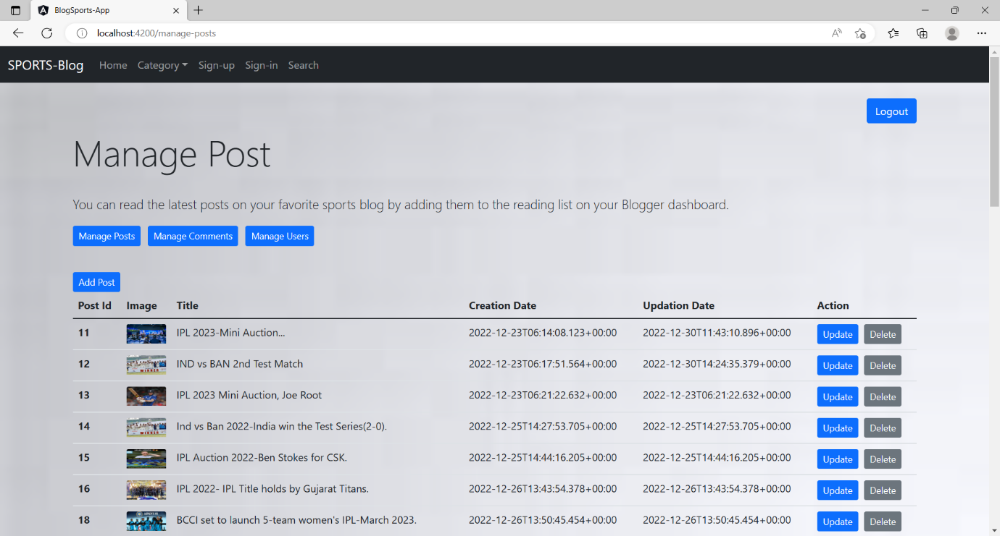 BlogSports-App
localhost:4200/manage-posts
SPORTS-Blog Home Category Sign-up Sign-in Search
Logout
Manage Post
You can read the latest posts on your favorite sports blog by adding them to the reading list on your Blogger dashboard.
Manage Posts Manage Comments Manage Users
Add Post
Post Id Image Title Creation Date Updation Date Action
11 IPL 2023-Mini Auction... 2022-12-23T06:14:08.123+00:00 2022-12-30T11:43:10.896+00:00 Update Delete
12 IND vs BAN 2nd Test Match 2022-12-23T06:17:51.564+00:00 2022-12-30T14:24:35.379+00:00 Update Delete
13 IPL 2023 Mini Auction, Joe Root 2022-12-23T06:21:22.632+00:00 2022-12-23T06:21:22.632+00:00 Update Delete
14 Ind vs Ban 2022-India win the Test Series(2-0). 2022-12-25T14:27:53.705+00:00 2022-12-25T14:27:53.705+00:00 Update Delete
15 IPL Auction 2022-Ben Stokes for CSK. 2022-12-25T14:44:16.205+00:00 2022-12-25T14:44:16.205+00:00 Update Delete
16 IPL 2022- IPL Title holds by Gujarat Titans. 2022-12-26T13:43:54.378+00:00 2022-12-26T13:43:54.378+00:00 Update Delete
18 BCCI set to launch 5-team women's IPL-March 2023. 2022-12-26T13:50:45.454+00:00 2022-12-26T13:50:45.454+00:00 Update Delete